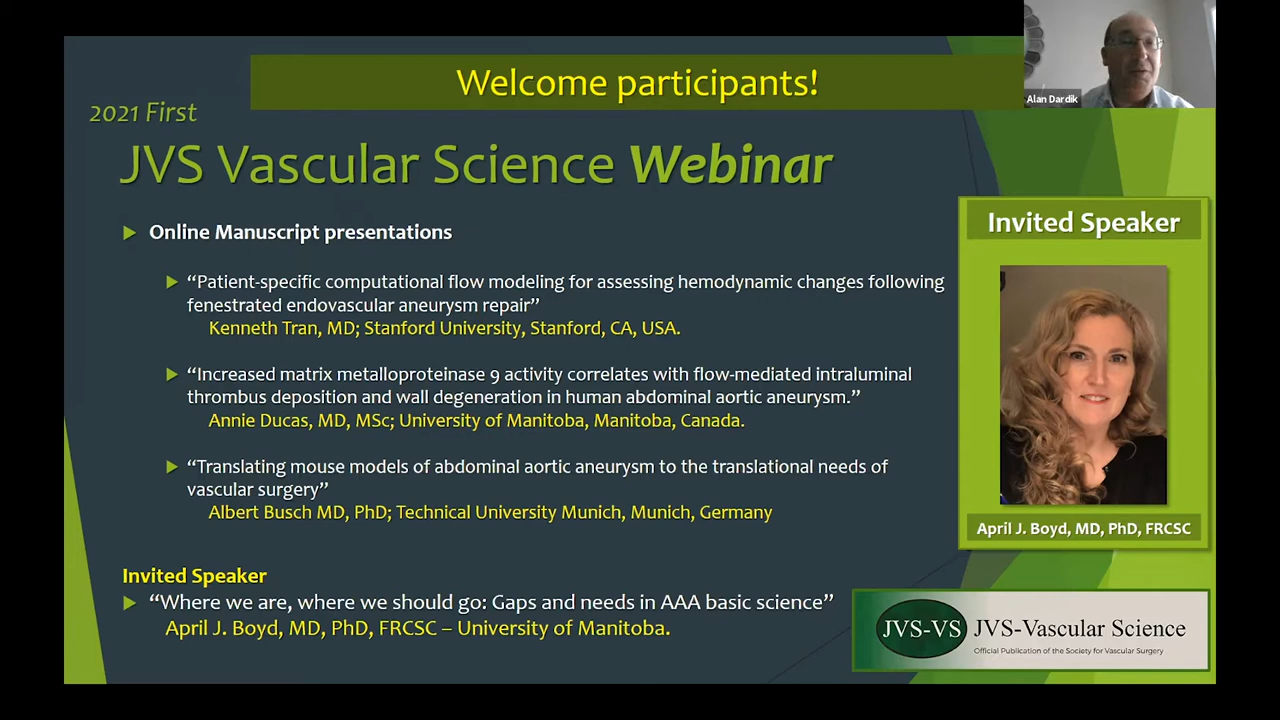 Welcome participants!
Alan Dardik
2021 First
JVS Vascular Science Webinar
Online Manuscript presentations
“Patient-specific computational flow modeling for assessing hemodynamic changes following
fenestrated endovascular aneurysm repair”
Kenneth Tran, MD; Stanford University, Stanford, CA, USA.
“Increased matrix metalloproteinase 9 activity correlates with flow-mediated intraluminal
thrombus deposition and wall degeneration in human abdominal aortic aneurysm.”
Annie Ducas, MD, MSc; University of Manitoba, Manitoba, Canada.
“Translating mouse models of abdominal aortic aneurysm to the translational needs of
vascular surgery”
Albert Busch MD, PhD; Technical University Munich, Munich, Germany
Invited Speaker
“Where we are, where we should go: Gaps and needs in AAA basic science”
April J. Boyd, MD, PhD, FRCSC – University of Manitoba.
Invited Speaker
April J. Boyd, MD, PhD, FRCSC
JVS-VS
JVS-Vascular Science
Official Publication of the Society for Vascular Surgery